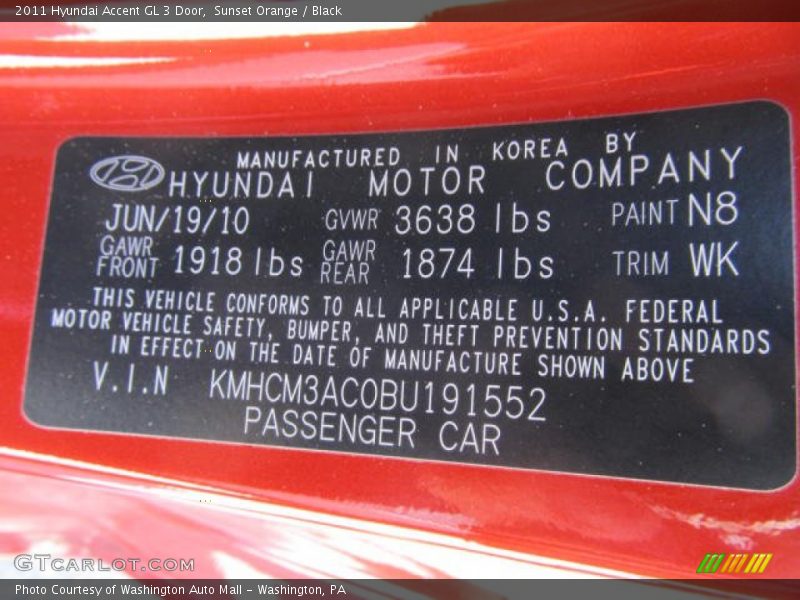 2011 Hyundai Accent GL 3 Door, Sunset Orange / Black
MANUFACTURED IN KOREA BY
HYUNDAI MOTOR COMPANY
JUN/19/10 GVWR 3638 lbs PAINT N8
GAWR FRONT 1918 lbs GAWR REAR 1874 lbs TRIM WK
THIS VEHICLE CONFORMS TO ALL APPLICABLE U.S.A. FEDERAL
MOTOR VEHICLE SAFETY, BUMPER, AND THEFT PREVENTION STANDARDS
IN EFFECT ON THE DATE OF MANUFACTURE SHOWN ABOVE
V.I.N KMHCM3AC0BU191552
PASSENGER CAR
GTCARLOT.COM
Photo Courtesy of Washington Auto Mall - Washington, PA